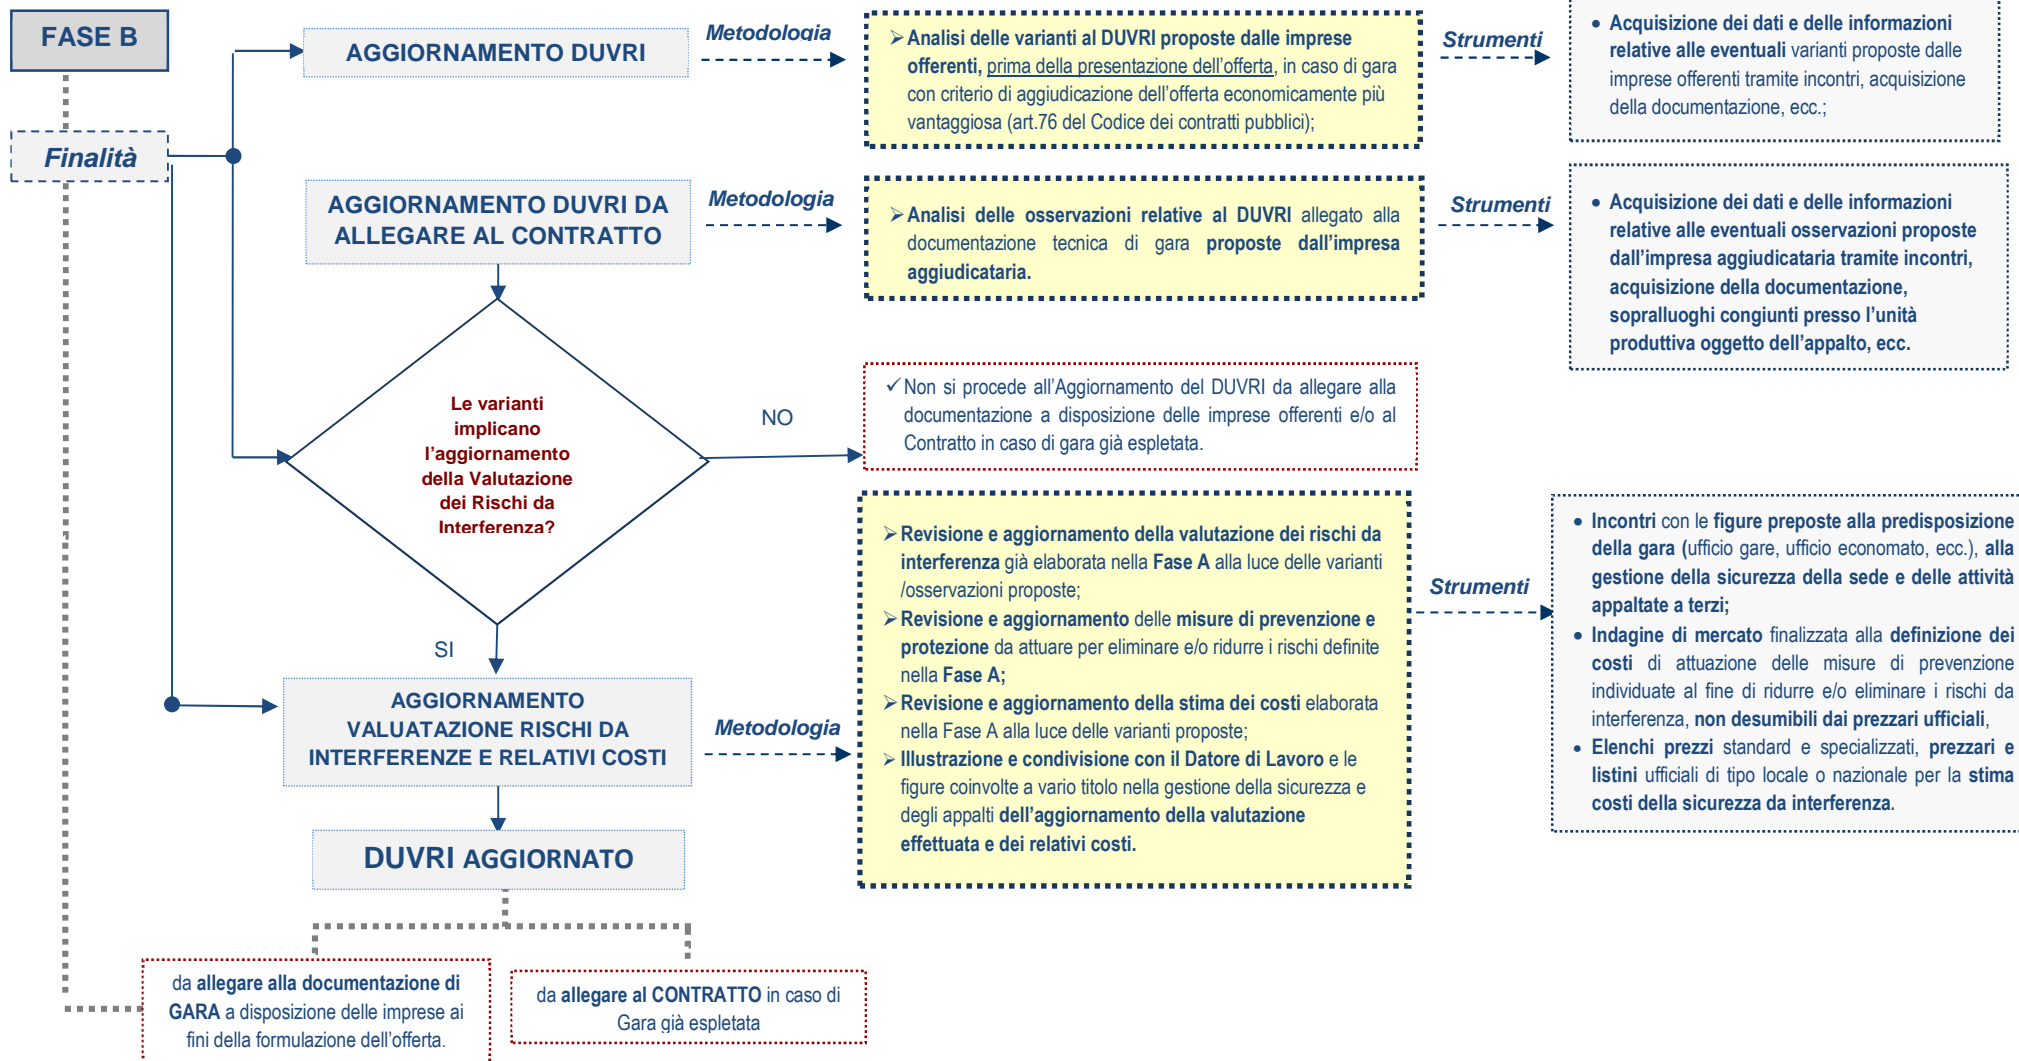 FASE B
Finalità
AGGIORNAMENTO DUVRI
Metodologia
➢ Analisi delle varianti al DUVRI proposte dalle imprese
offerenti, prima della presentazione dell'offerta, in caso di gara
con criterio di aggiudicazione dell'offerta economicamente più
vantaggiosa (art.76 del Codice dei contratti pubblici);
Strumenti
• Acquisizione dei dati e delle informazioni
relative alle eventuali varianti proposte dalle
imprese offerenti tramite incontri, acquisizione
della documentazione, ecc.;
AGGIORNAMENTO DUVRI DA
ALLEGARE AL CONTRATTO
Metodologia
➢ Analisi delle osservazioni relative al DUVRI allegato alla
documentazione tecnica di gara proposte dall'impresa
aggiudicataria.
Strumenti
• Acquisizione dei dati e delle informazioni
relative alle eventuali osservazioni proposte
dall'impresa aggiudicataria tramite incontri,
acquisizione della documentazione,
sopralluoghi congiunti presso l'unità
produttiva oggetto dell'appalto, ecc.
Le varianti
implicano
l'aggiornamento
della Valutazione
dei Rischi da
Interferenza?
NO
✓ Non si procede all'Aggiornamento del DUVRI da allegare alla
documentazione a disposizione delle imprese offerenti e/o al
Contratto in caso di gara già espletata.
SI
AGGIORNAMENTO
VALUATAZIONE RISCHI DA
INTERFERENZE E RELATIVI COSTI
Metodologia
➢ Revisione e aggiornamento della valutazione dei rischi da
interferenza già elaborata nella Fase A alla luce delle varianti
/osservazioni proposte;
➢ Revisione e aggiornamento delle misure di prevenzione e
protezione da attuare per eliminare e/o ridurre i rischi definite
nella Fase A;
➢ Revisione e aggiornamento della stima dei costi elaborata
nella Fase A alla luce delle varianti proposte;
➢ Illustrazione e condivisione con il Datore di Lavoro e le
figure coinvolte a vario titolo nella gestione della sicurezza e
degli appalti dell'aggiornamento della valutazione
effettuata e dei relativi costi.
Strumenti
• Incontri con le figure preposte alla predisposizione
della gara (ufficio gare, ufficio economato, ecc.), alla
gestione della sicurezza della sede e delle attività
appaltate a terzi;
• Indagine di mercato finalizzata alla definizione dei
costi di attuazione delle misure di prevenzione
individuate al fine di ridurre e/o eliminare i rischi da
interferenza, non desumibili dai prezzari ufficiali,
• Elenchi prezzi standard e specializzati, prezzari e
listini ufficiali di tipo locale o nazionale per la stima
costi della sicurezza da interferenza.
DUVRI AGGIORNATO
da allegare alla documentazione di
GARA a disposizione delle imprese ai
fini della formulazione dell'offerta.
da allegare al CONTRATTO in caso di
Gara già espletata